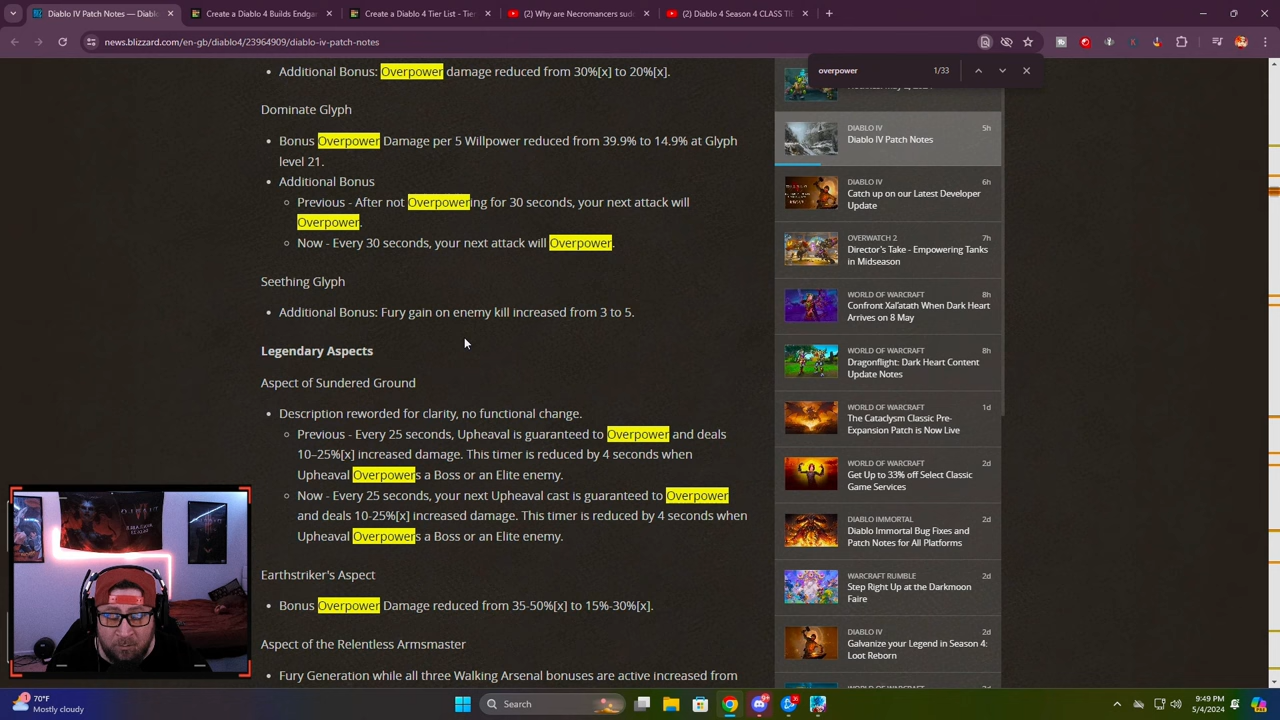 Diablo IV Patch Notes — Diablo
Create a Diablo 4 Builds Endgar
Create a Diablo 4 Tier List - Tier
(2) Why are Necromancers sudd
(2) Diablo 4 Season 4 CLASS TIE
news.blizzard.com/en-gb/diablo4/23964909/diablo-iv-patch-notes
overpower 1/33
Additional Bonus: Overpower damage reduced from 30%[x] to 20%[x].
Dominate Glyph
Bonus Overpower Damage per 5 Willpower reduced from 39.9% to 14.9% at Glyph
level 21.
Additional Bonus
Previous - After not Overpowering for 30 seconds, your next attack will
Overpower.
Now - Every 30 seconds, your next attack will Overpower.
Seething Glyph
Additional Bonus: Fury gain on enemy kill increased from 3 to 5.
Legendary Aspects
Aspect of Sundered Ground
Description reworded for clarity, no functional change.
Previous - Every 25 seconds, Upheaval is guaranteed to Overpower and deals
10–25%[x] increased damage. This timer is reduced by 4 seconds when
Upheaval Overpowers a Boss or an Elite enemy.
Now - Every 25 seconds, your next Upheaval cast is guaranteed to Overpower
and deals 10-25%[x] increased damage. This timer is reduced by 4 seconds when
Upheaval Overpowers a Boss or an Elite enemy.
Earthstriker's Aspect
Bonus Overpower Damage reduced from 35-50%[x] to 15%-30%[x].
Aspect of the Relentless Armsmaster
Fury Generation while all three Walking Arsenal bonuses are active increased from
DIABLO IV 5h
Diablo IV Patch Notes
DIABLO IV 6h
Catch up on our Latest Developer
Update
OVERWATCH 2 7h
Director's Take - Empowering Tanks
in Midseason
WORLD OF WARCRAFT 8h
Confront Xal'atath When Dark Heart
Arrives on 8 May
WORLD OF WARCRAFT 8h
Dragonflight: Dark Heart Content
Update Notes
WORLD OF WARCRAFT 1d
The Cataclysm Classic Pre-
Expansion Patch is Now Live
WORLD OF WARCRAFT 2d
Get Up to 33% off Select Classic
Game Services
DIABLO IMMORTAL 2d
Diablo Immortal Bug Fixes and
Patch Notes for All Platforms
WARCRAFT RUMBLE 2d
Step Right Up at the Darkmoon
Faire
DIABLO IV 2d
Galvanize your Legend in Season 4:
Loot Reborn
70°F
Mostly cloudy
Search
9:49 PM
5/4/2024